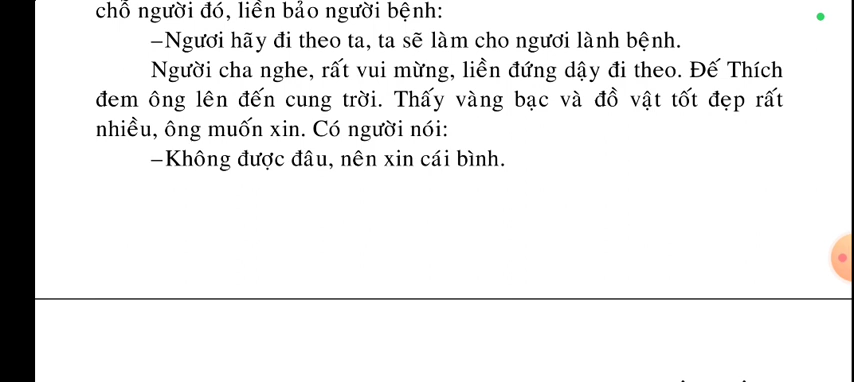 chỗ người đó, liền bảo người bệnh:
–Ngươi hãy đi theo ta, ta sẽ làm cho ngươi lành bệnh.
Người cha nghe, rất vui mừng, liền đứng dậy đi theo. Đế Thích
đem ông lên đến cung trời. Thấy vàng bạc và đồ vật tốt đẹp rất
nhiều, ông muốn xin. Có người nói:
–Không được đâu, nên xin cái bình.